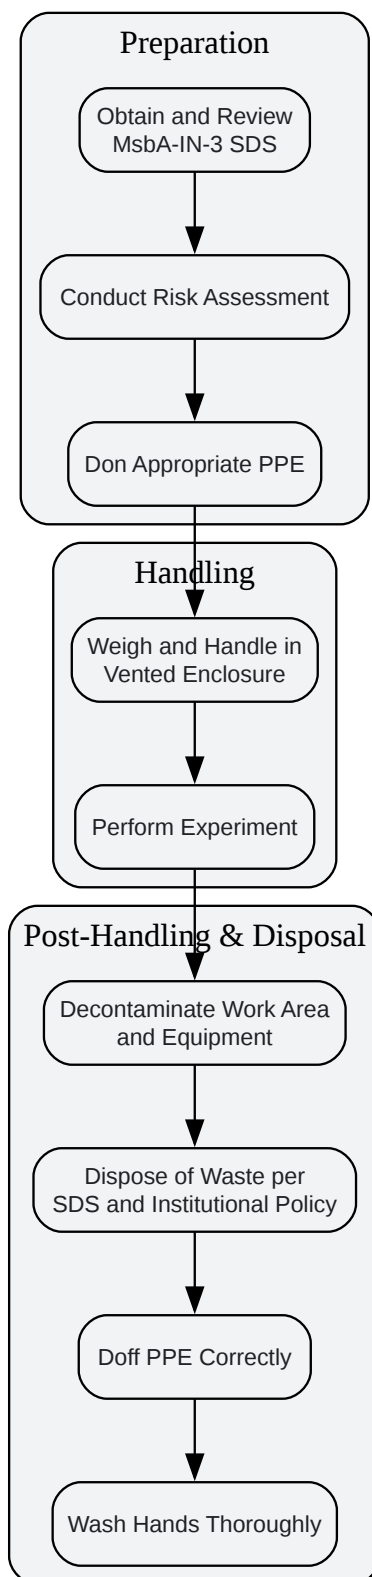 Preparation
Obtain and Review
MsbA-IN-3 SDS
Conduct Risk Assessment
Don Appropriate PPE
Handling
Weigh and Handle in
Vented Enclosure
Perform Experiment
Post-Handling & Disposal
Decontaminate Work Area
and Equipment
Dispose of Waste per
SDS and Institutional Policy
Doff PPE Correctly
Wash Hands Thoroughly